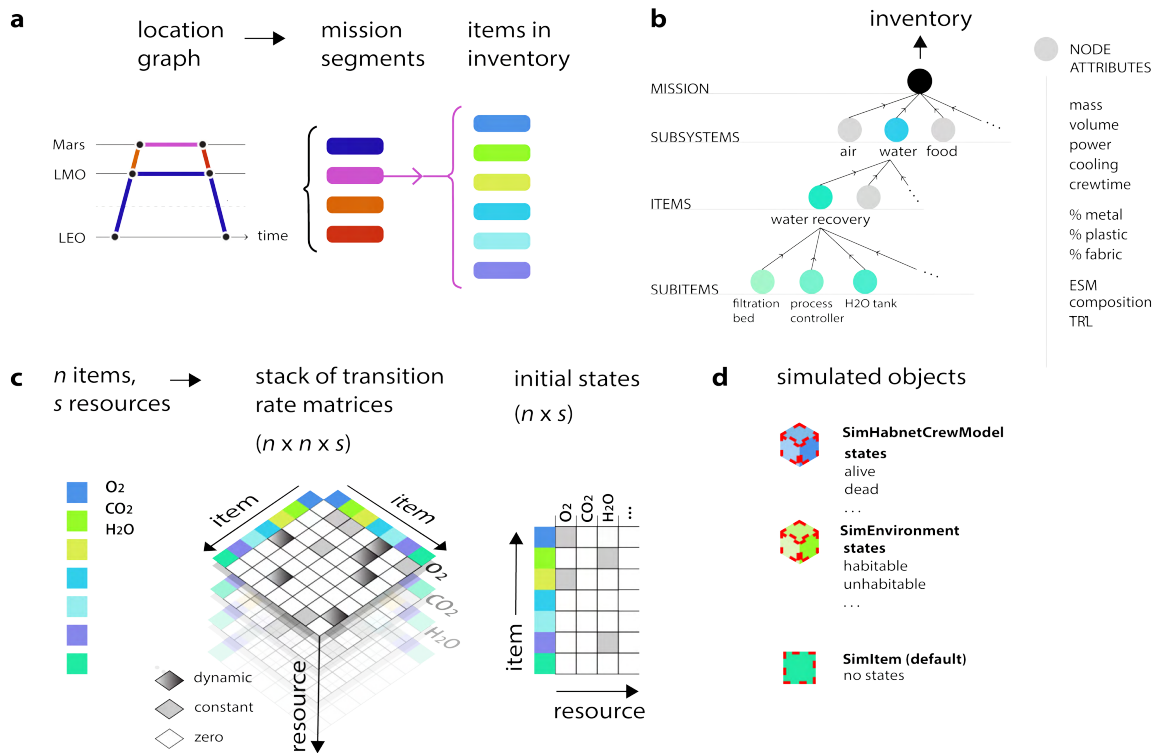 a
location
graph
mission
segments
items in
inventory
Mars
LMO
LEO
time
b
inventory
MISSION
SUBSYSTEMS
air
water
food
. . .
ITEMS
water recovery
. . .
SUBITEMS
filtration
bed
process
controller
H2O tank
. . .
NODE
ATTRIBUTES
mass
volume
power
cooling
crewtime
% metal
% plastic
% fabric
ESM
composition
TRL
c
n items,
s resources
stack of transition
rate matrices
(n x n x s)
initial states
(n x s)
O2
CO2
H2O
item
item
O2
CO2
H2O
resource
dynamic
constant
zero
O2
CO2
H2O
...
item
resource
d
simulated objects
SimHabnetCrewModel
states
alive
dead
. . .
SimEnvironment
states
habitable
unhabitable
. . .
SimItem (default)
no states